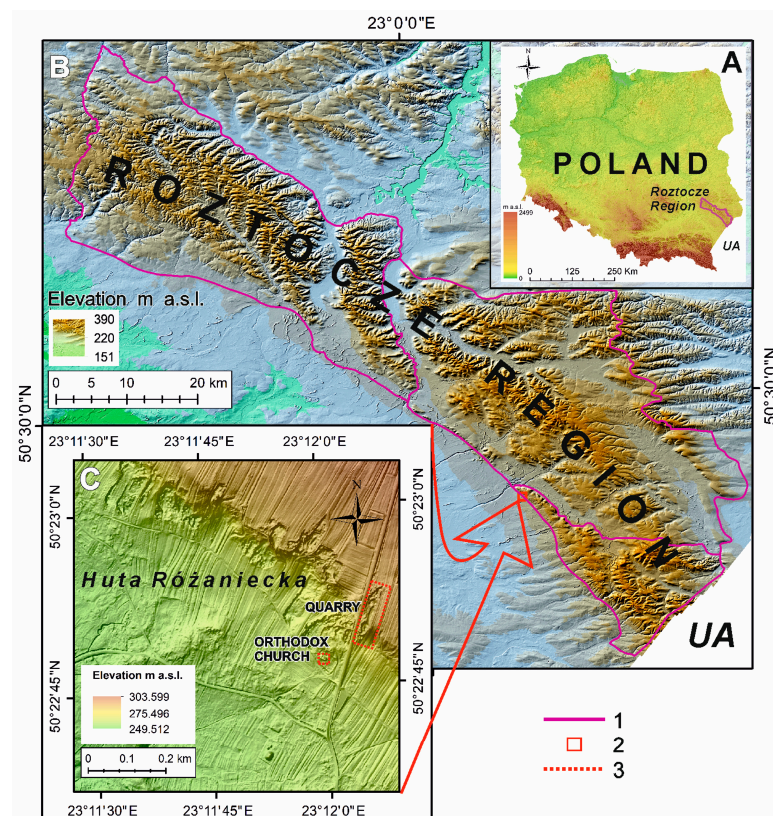 23°0'0"E
B
A
N
POLAND
Roztocze
Region
m a.s.l.
2499
0
UA
0 125 250 Km
ROZTOCZE REGION
Elevation m a.s.l.
390
220
151
0 5 10 20 km
50°30'0"N
50°30'0"N
23°11'30"E 23°11'45"E 23°12'0"E
C
N
50°23'0"N
50°23'0"N
Huta Różaniecka
QUARRY
ORTHODOX
CHURCH
UA
Elevation m a.s.l.
303.599
275.496
249.512
0 0.1 0.2 km
50°22'45"N
50°22'45"N
23°11'30"E 23°11'45"E 23°12'0"E
1
2
3